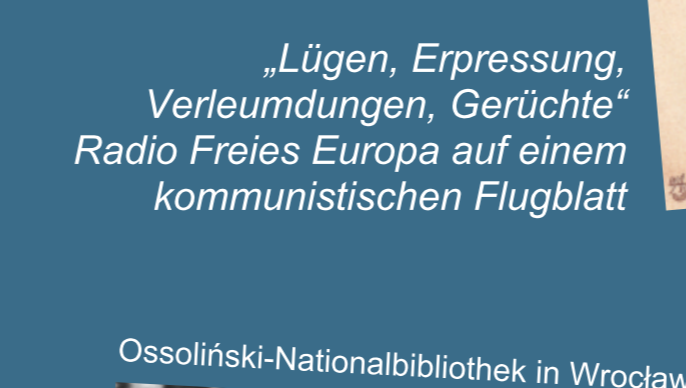 „Lügen, Erpressung,
Verleumdungen, Gerüchte“
Radio Freies Europa auf einem
kommunistischen Flugblatt
Ossoliński-Nationalbibliothek in Wrocław